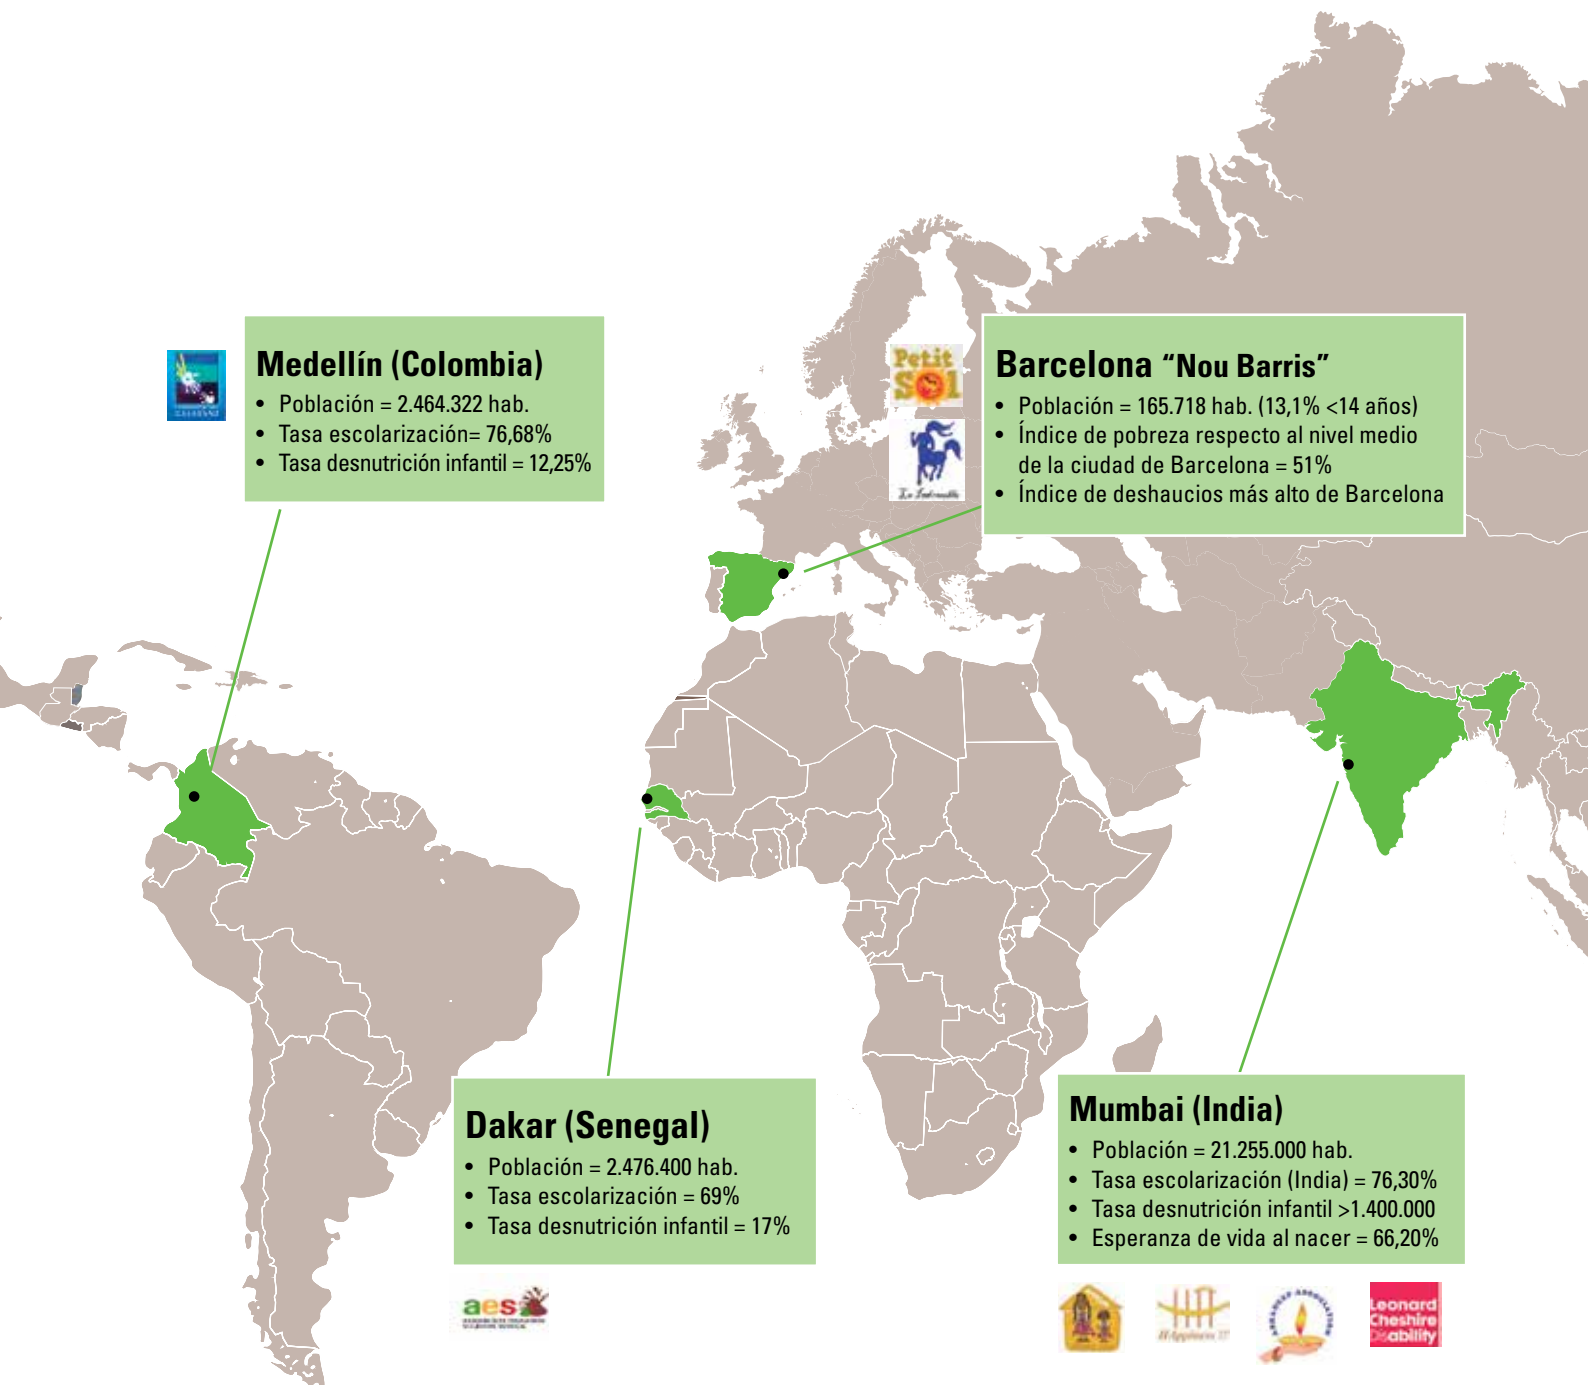 Medellín (Colombia)
• Población = 2.464.322 hab.
• Tasa escolarización= 76,68%
• Tasa desnutrición infantil = 12,25%
Petit
Sol
Barcelona “Nou Barris”
• Población = 165.718 hab. (13,1% <14 años)
• Índice de pobreza respecto al nivel medio
de la ciudad de Barcelona = 51%
• Índice de deshaucios más alto de Barcelona
Dakar (Senegal)
• Población = 2.476.400 hab.
• Tasa escolarización = 69%
• Tasa desnutrición infantil = 17%
aes
Mumbai (India)
• Población = 21.255.000 hab.
• Tasa escolarización (India) = 76,30%
• Tasa desnutrición infantil >1.400.000
• Esperanza de vida al nacer = 66,20%
ASSOCIATION
Leonard
Cheshire
Disability